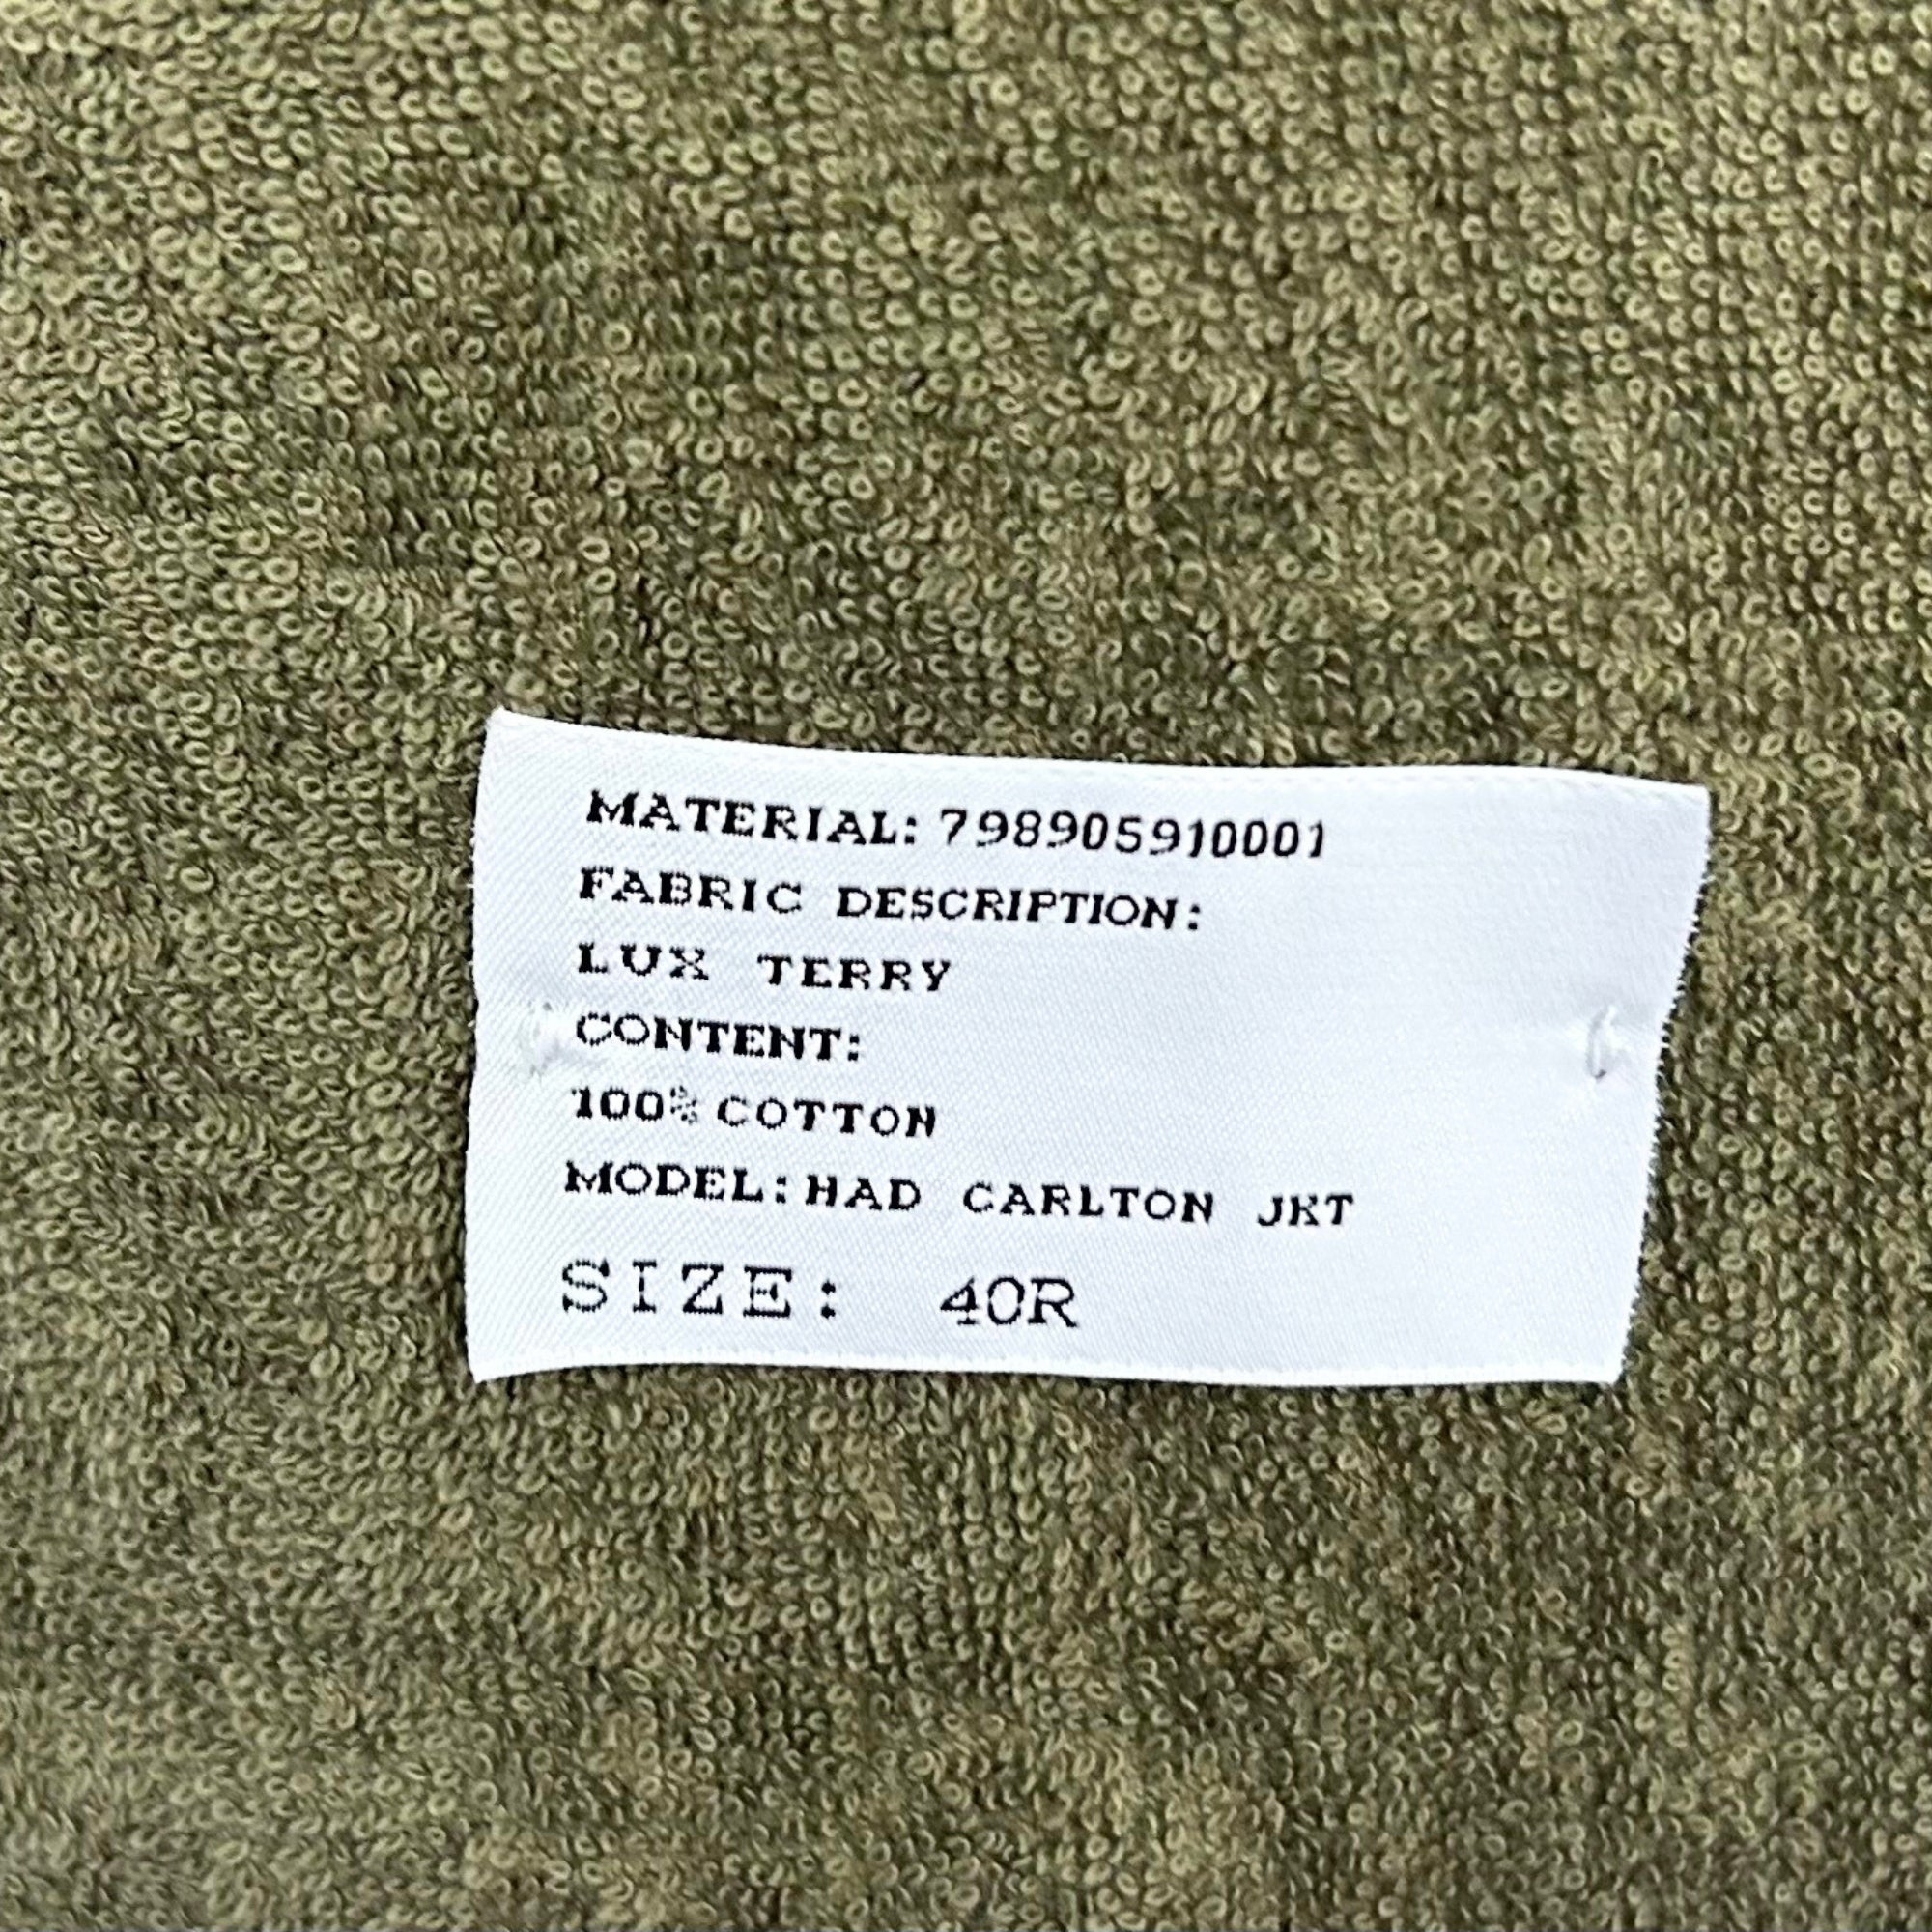 MATERIAL: 798905910001
FABRIC DESCRIPTION:
LUX TERRY
CONTENT:
100% COTTON
MODEL: HAD CARLTON JKT
SIZE: 40R